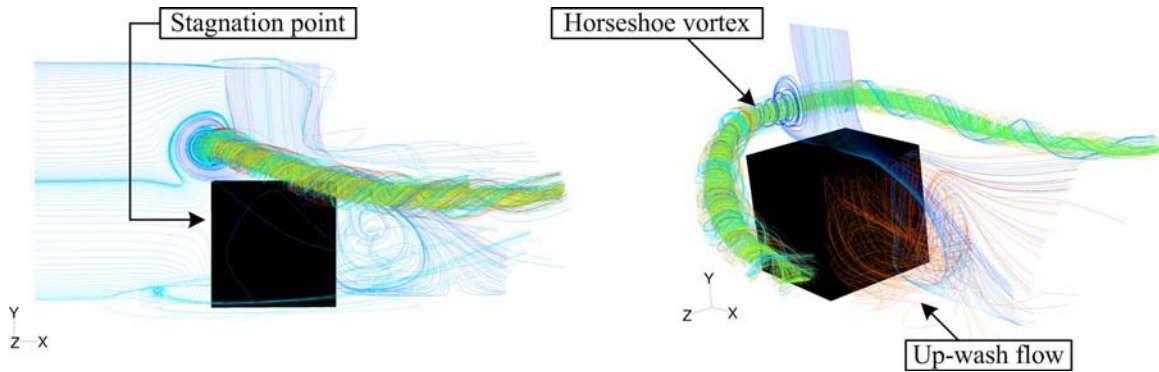 Stagnation point
Horseshoe vortex
Y
Z X
Y
Z X
Up-wash flow